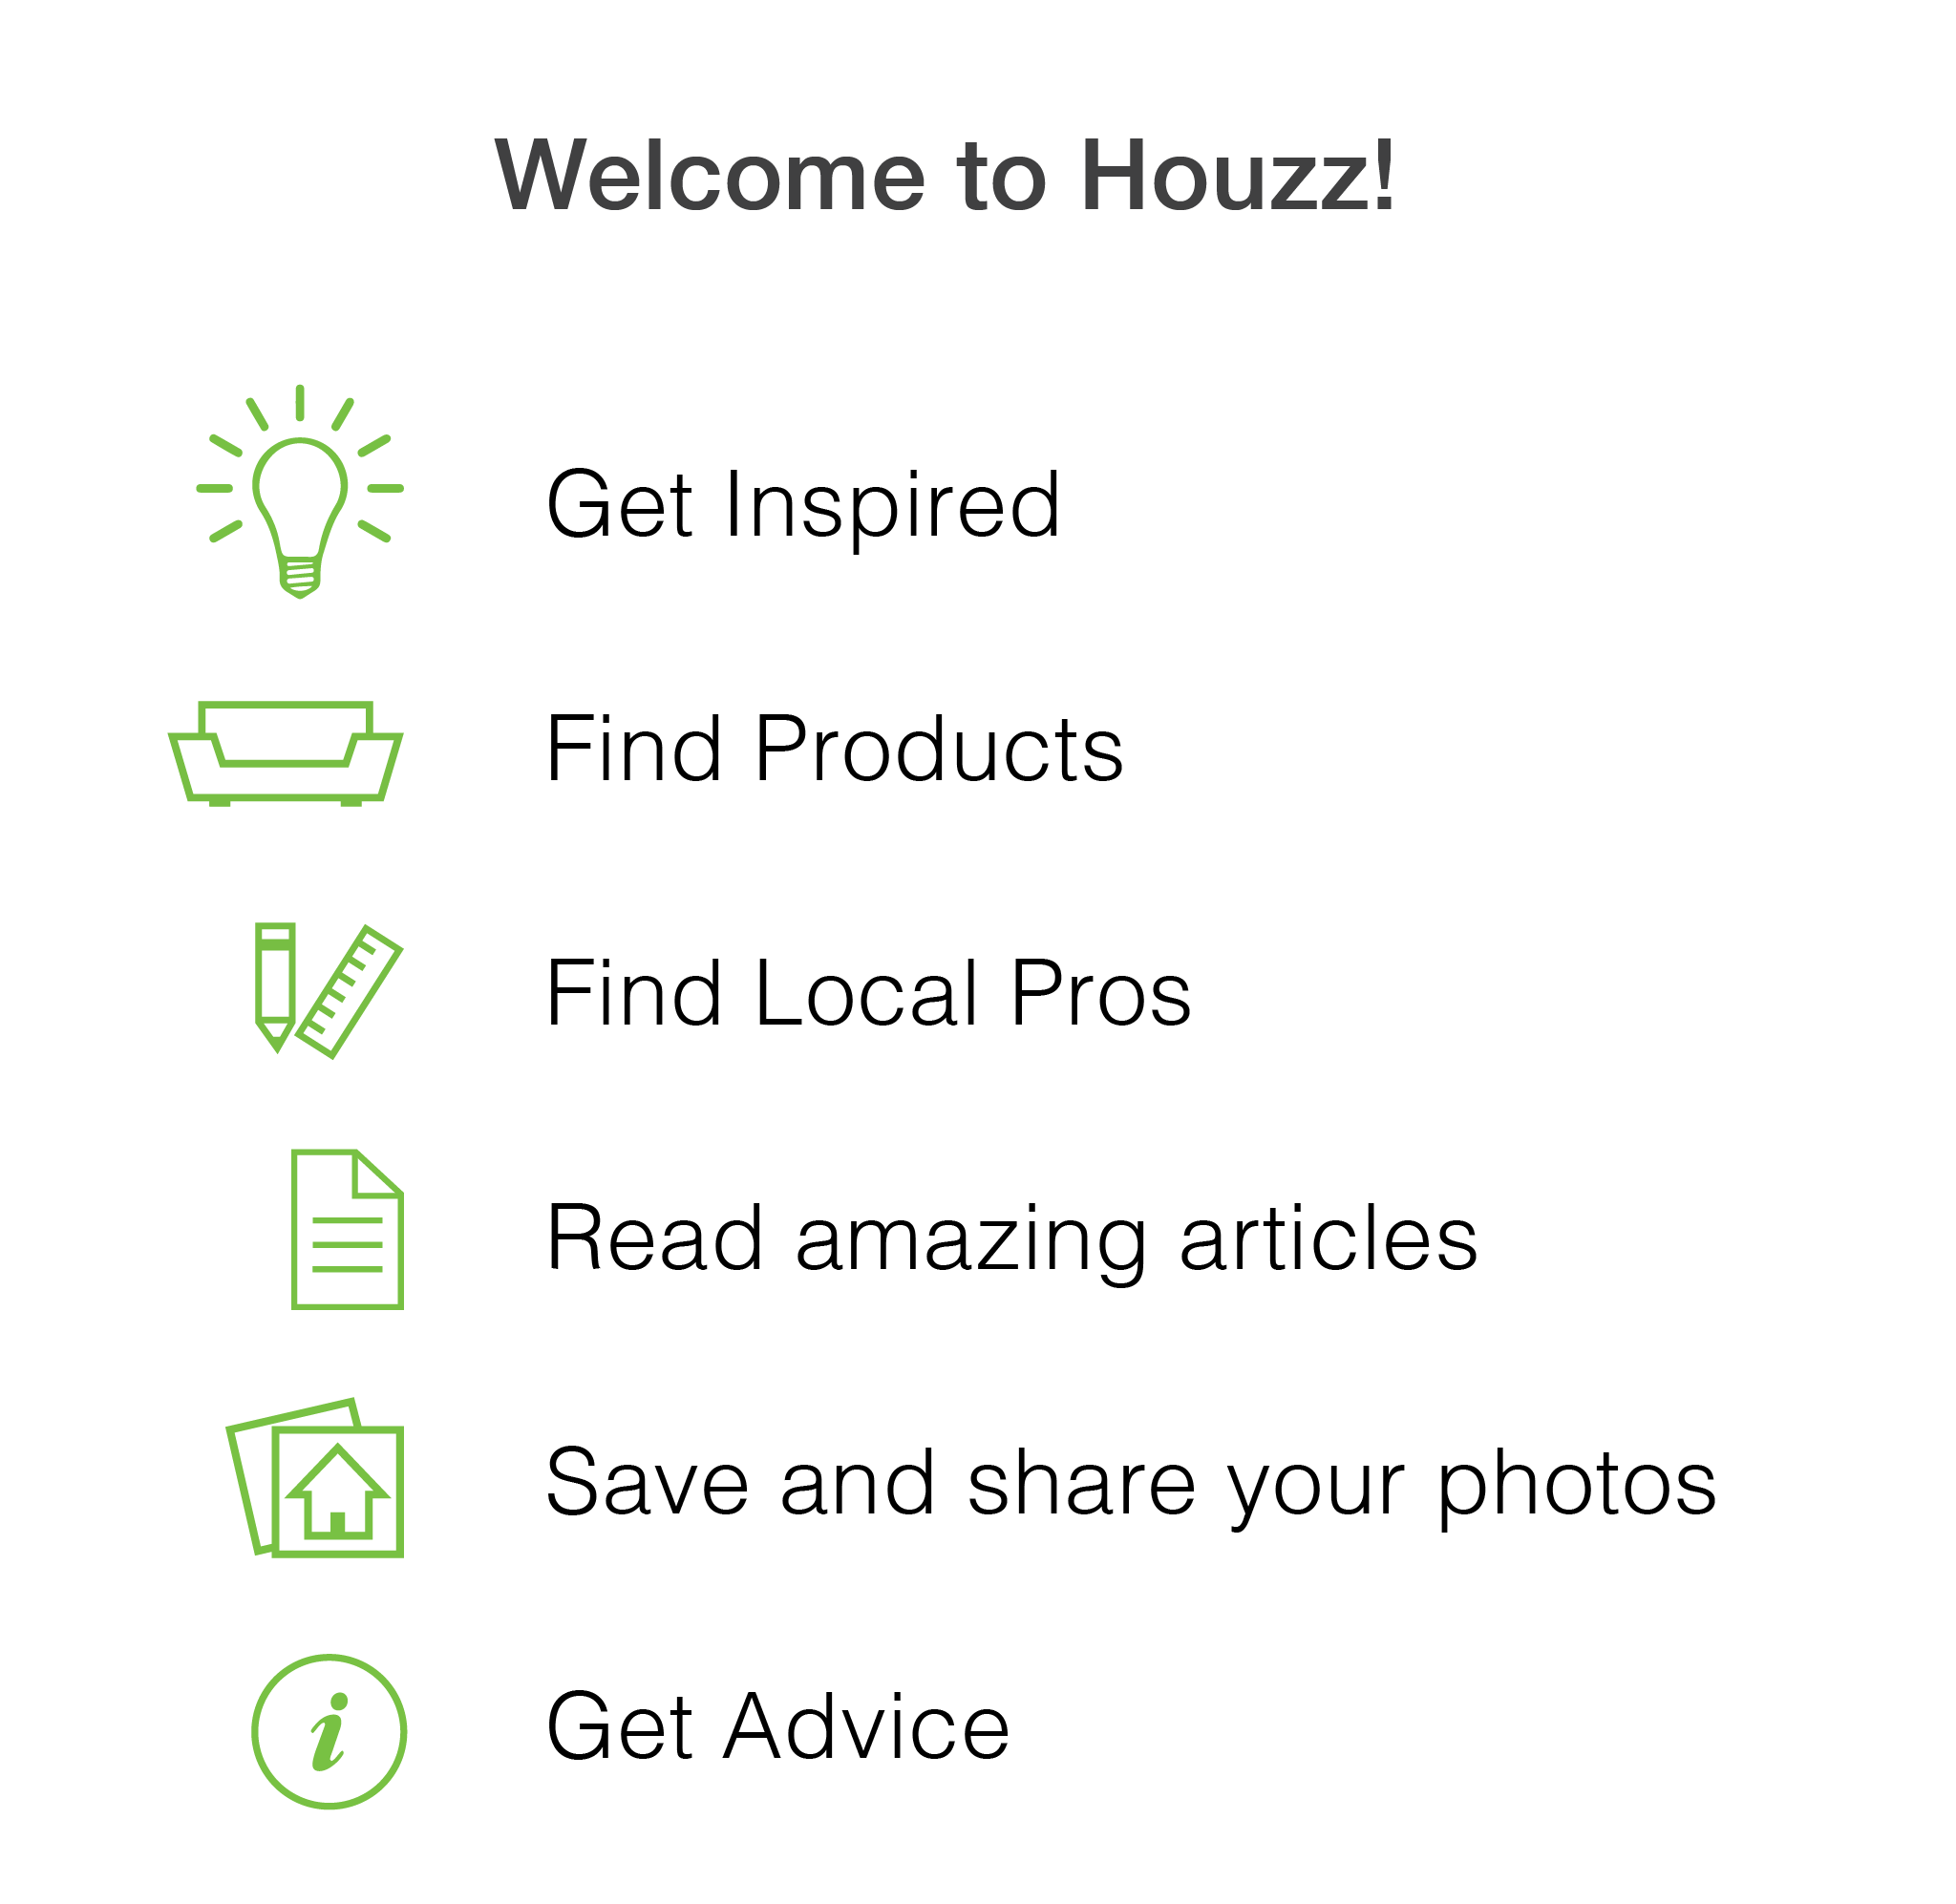 Welcome to Houzz!
Get Inspired
Find Products
Find Local Pros
Read amazing articles
Save and share your photos
Get Advice